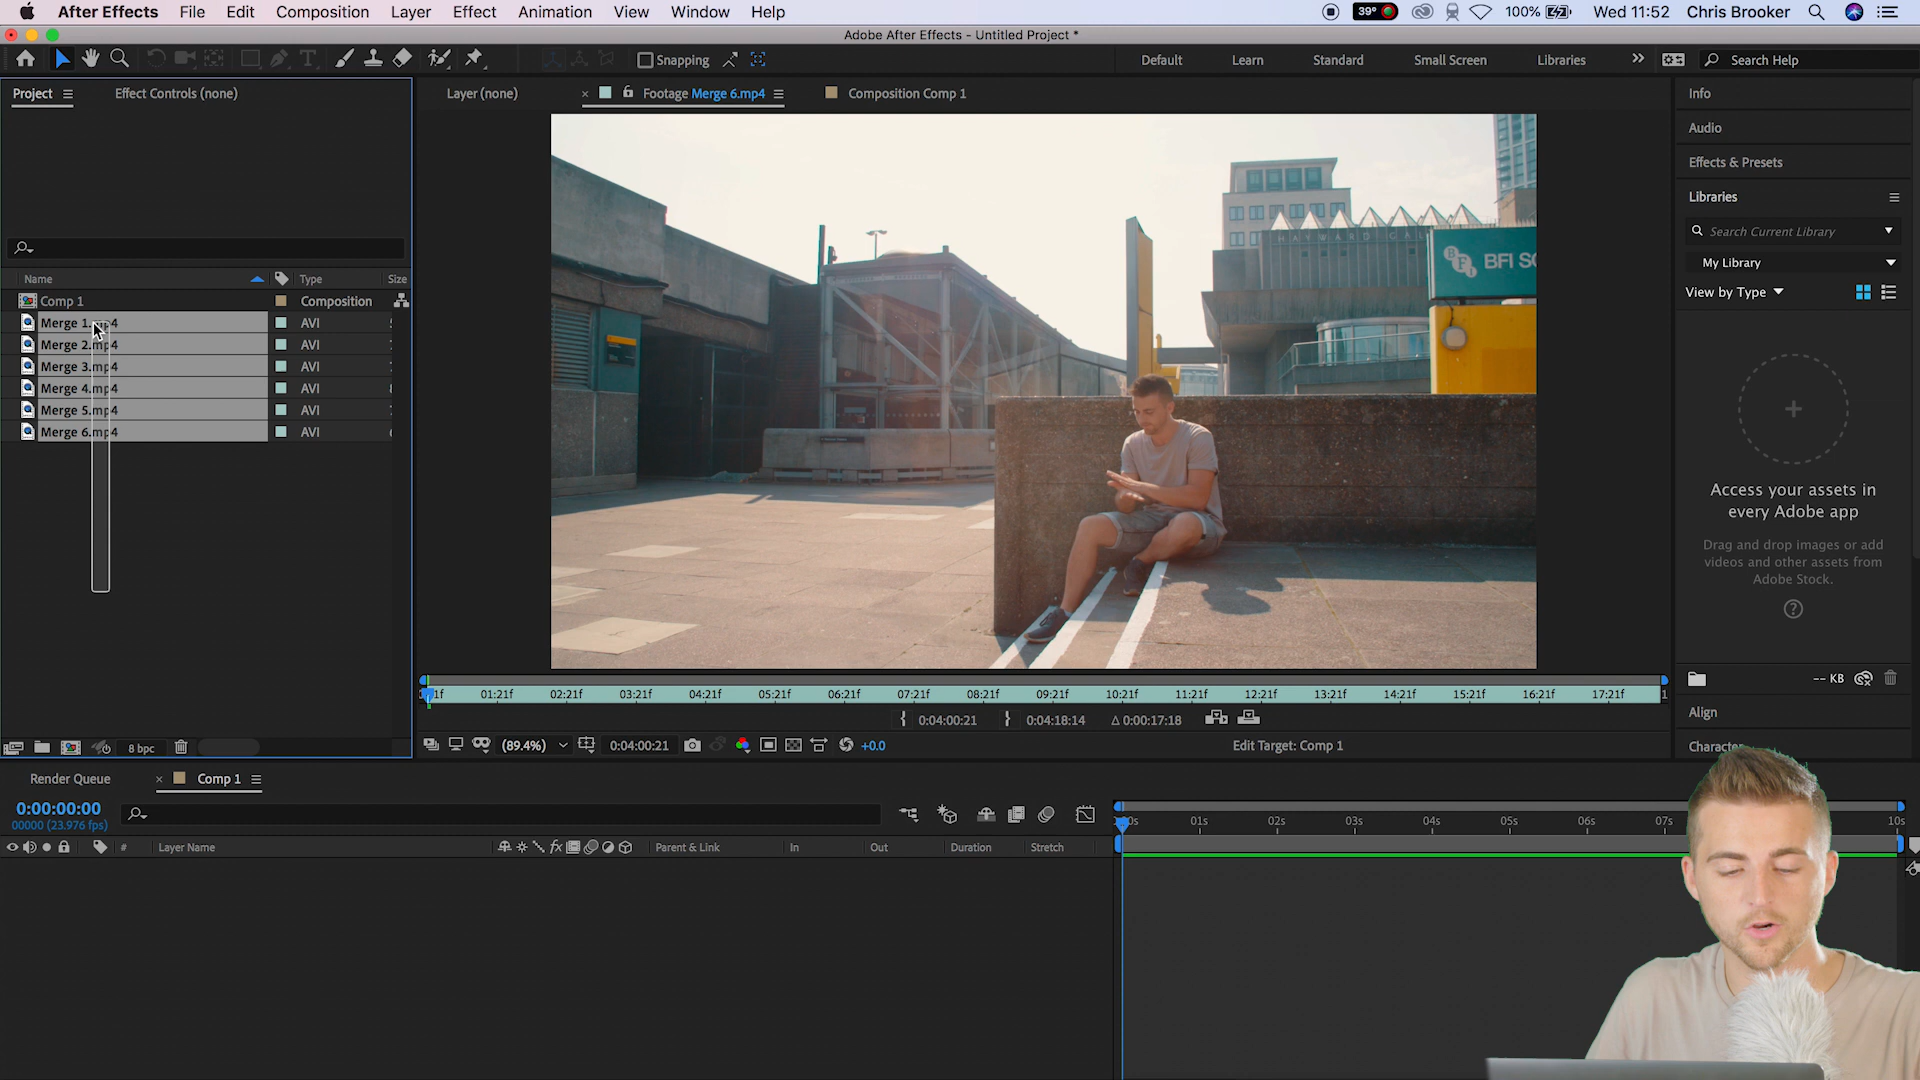 After Effects File Edit Composition Layer Effect Animation View Window Help 39° 100% Wed 11:52 Chris Brooker
Adobe After Effects - Untitled Project *
Snapping Default Learn Standard Small Screen Libraries Search Help
Project Effect Controls (none)
Layer (none) Footage Merge 6.mp4 Composition Comp 1
Info
Audio
Effects & Presets
Libraries
Search Current Library
My Library
View by Type
Name Type Size
Comp 1 Composition
Merge 1.mp4 AVI
Merge 2.mp4 AVI
Merge 3.mp4 AVI
Merge 4.mp4 AVI
Merge 5.mp4 AVI
Merge 6.mp4 AVI
BFI
Access your assets in
every Adobe app
Drag and drop images or add
videos and other assets from
Adobe Stock.
?
-- KB
Align
Character
01:21f 02:21f 03:21f 04:21f 05:21f 06:21f 07:21f 08:21f 09:21f 10:21f 11:21f 12:21f 13:21f 14:21f 15:21f 16:21f 17:21f
0:04:00:21 0:04:18:14 Δ 0:00:17:18
8 bpc
(89.4%) 0:04:00:21 +0.0 Edit Target: Comp 1
Render Queue Comp 1
0:00:00:00
00000 (23.976 fps)
01s 02s 03s 04s 05s 06s 07s 10s
# Layer Name Parent & Link In Out Duration Stretch